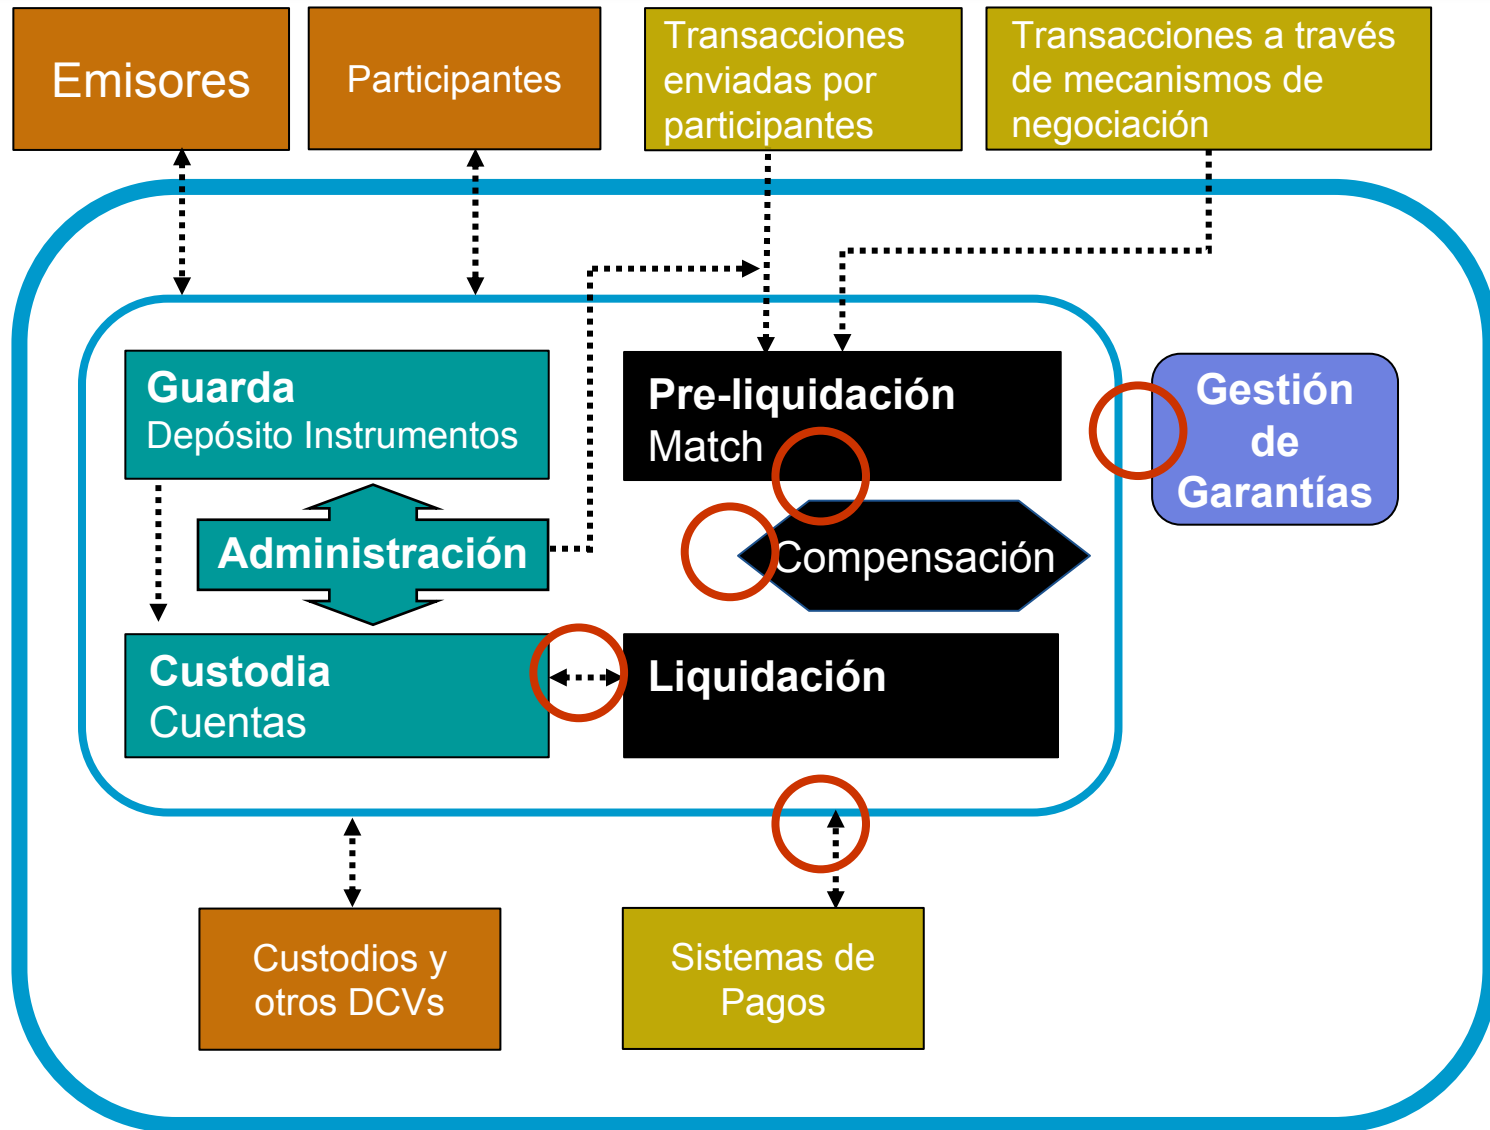 Emisores
Participantes
Transacciones
enviadas por
participantes
Transacciones a través
de mecanismos de
negociación
Guarda
Depósito Instrumentos
Pre-liquidación
Match
Gestión
de
Garantías
Administración
Compensación
Custodia
Cuentas
Liquidación
Custodios y
otros DCVs
Sistemas de
Pagos